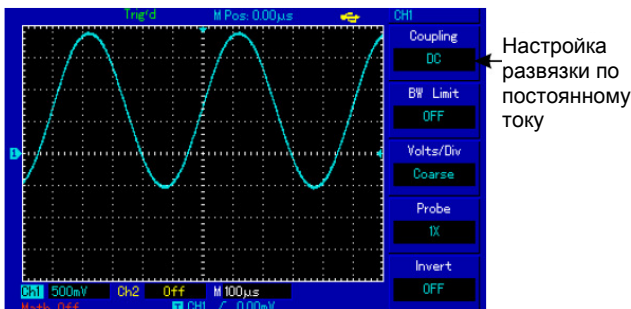 Trig'd M Pos: 0.00μs CH1
Coupling
DC
Настройка
развязки по
постоянному
току
BW Limit
OFF
1
Volts/Div
Coarse
Probe
1X
Invert
OFF
Ch1 500mV Ch2 Off M 100μs
Math Off T CH1 0.00mV